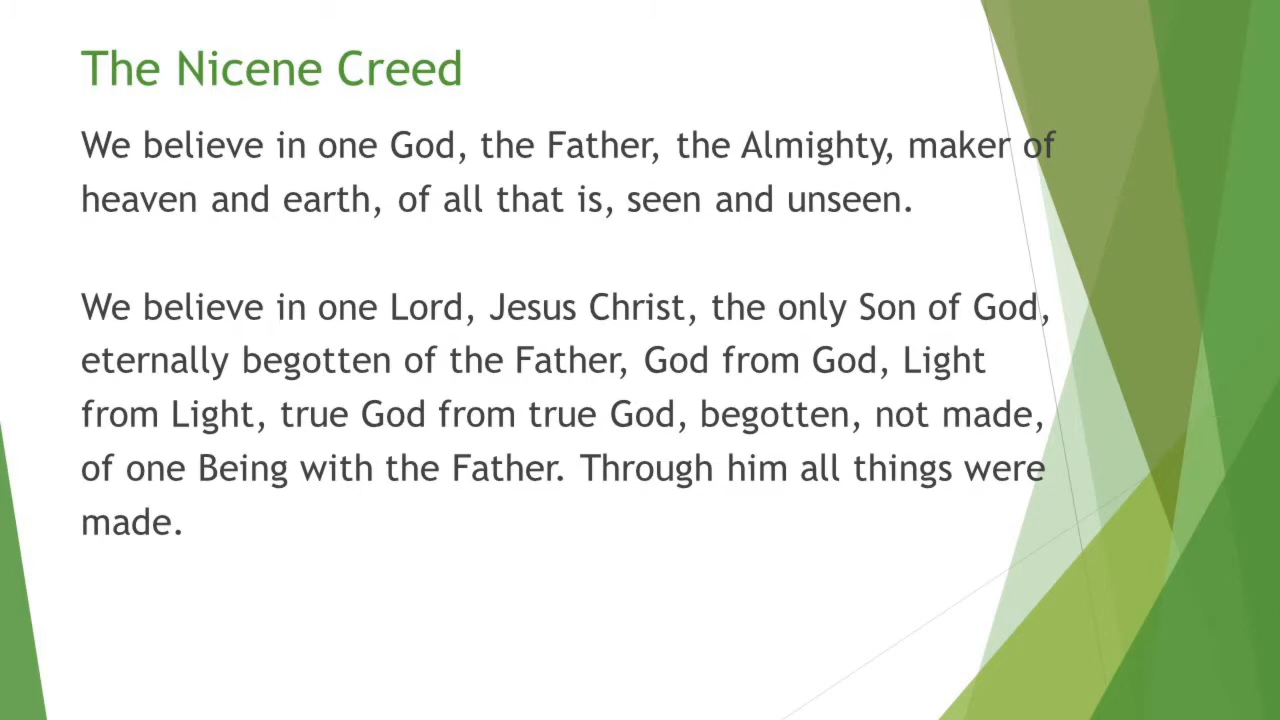 The Nicene Creed
We believe in one God, the Father, the Almighty, maker of
heaven and earth, of all that is, seen and unseen.
We believe in one Lord, Jesus Christ, the only Son of God,
eternally begotten of the Father, God from God, Light
from Light, true God from true God, begotten, not made,
of one Being with the Father. Through him all things were
made.